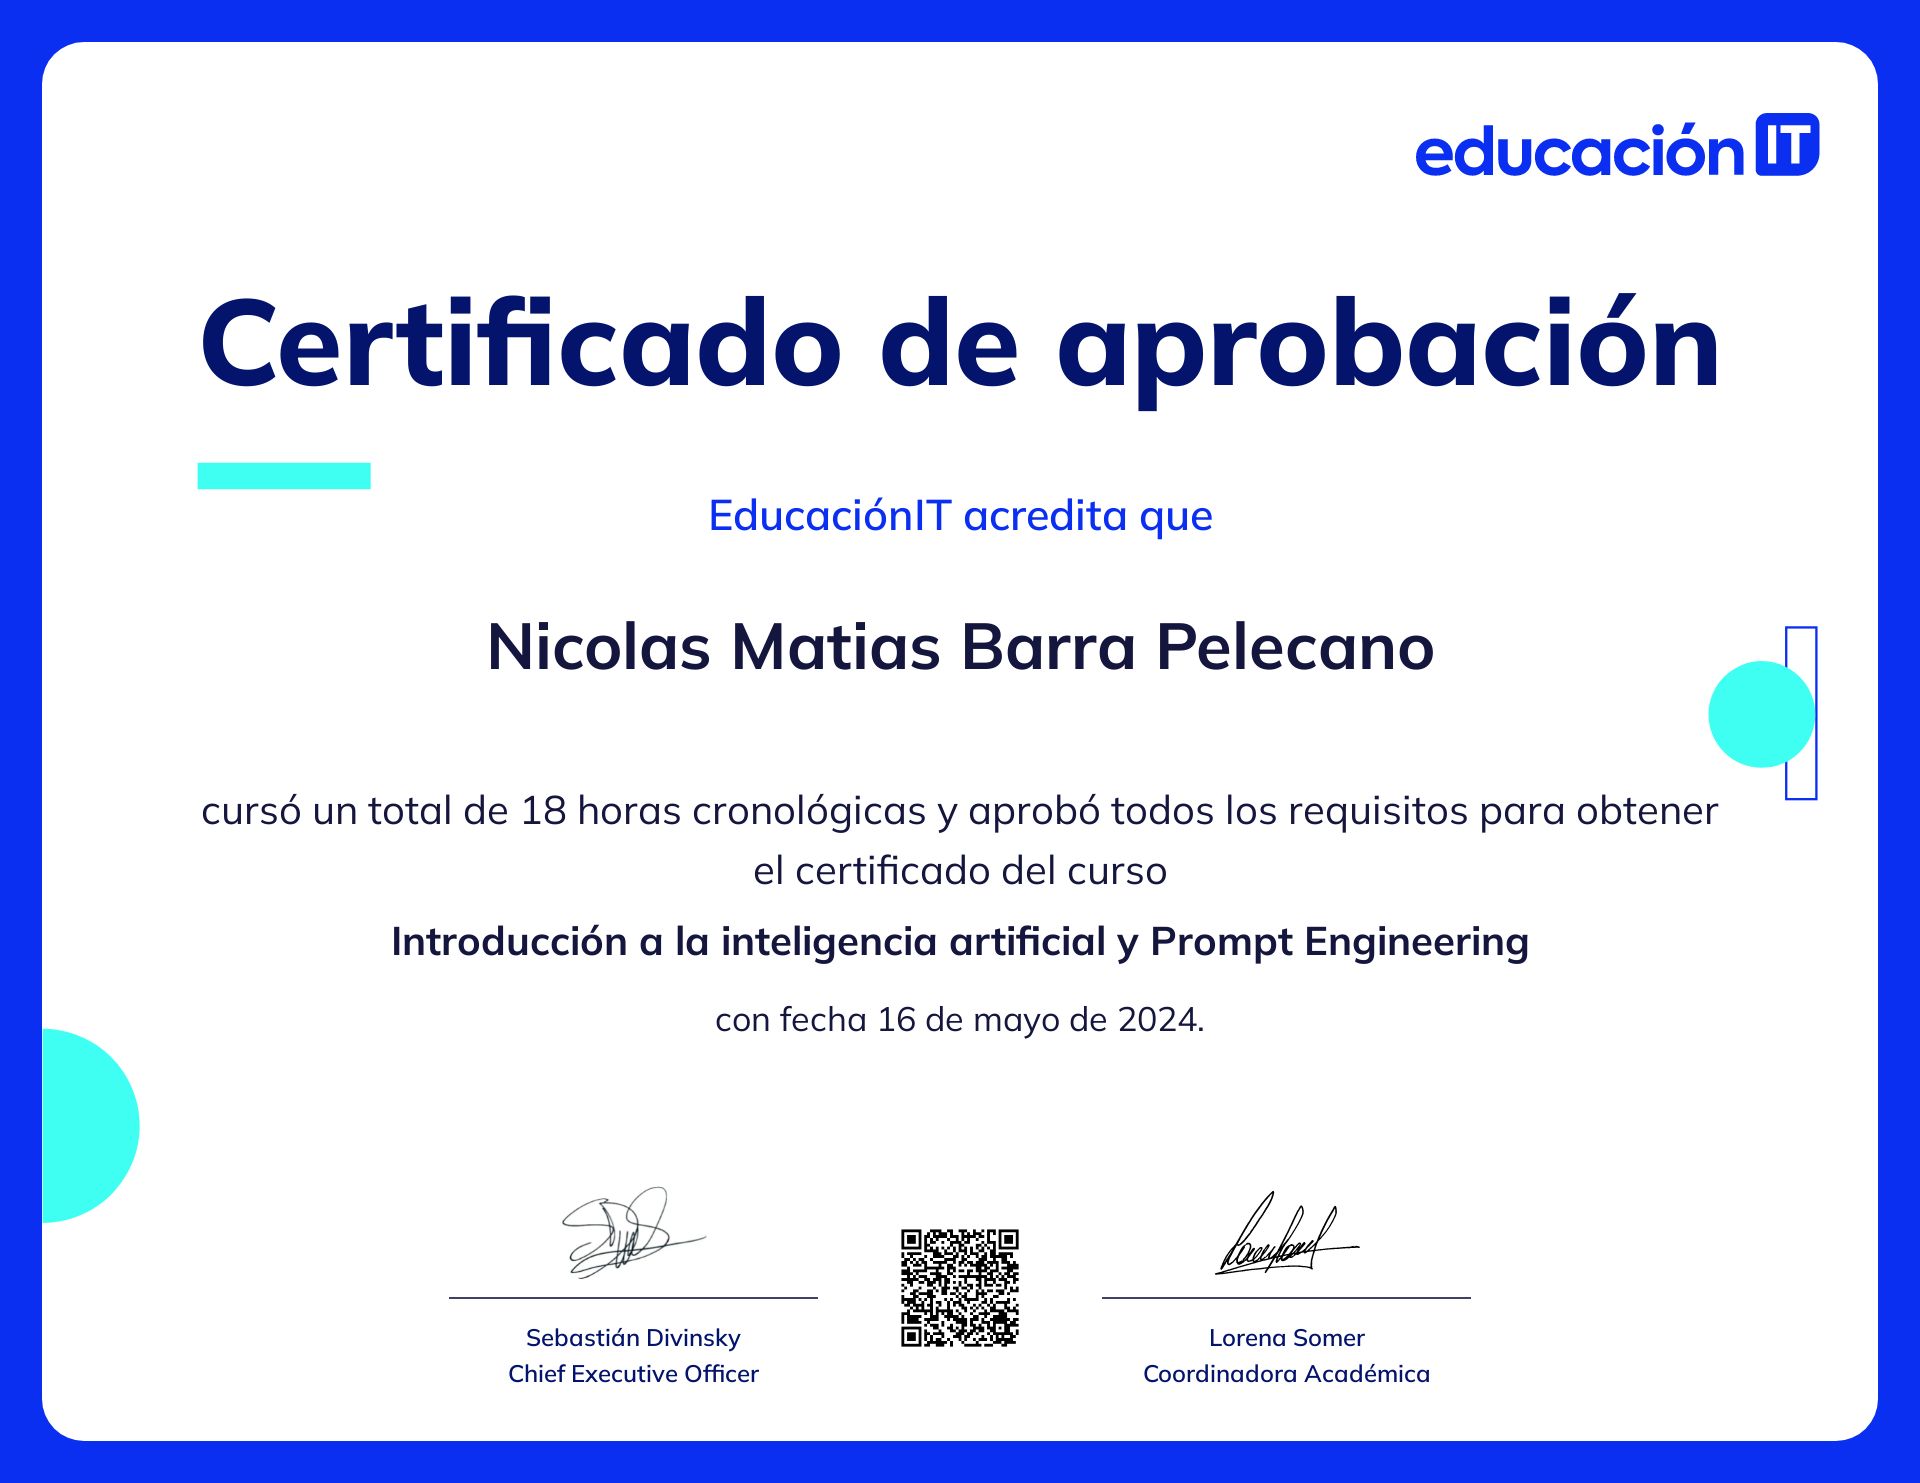 educación IT
Certificado de aprobación
EducaciónIT acredita que
Nicolas Matias Barra Pelecano
cursó un total de 18 horas cronológicas y aprobó todos los requisitos para obtener
el certificado del curso
Introducción a la inteligencia artificial y Prompt Engineering
con fecha 16 de mayo de 2024.
Sebastián Divinsky
Chief Executive Officer
Lorena Somer
Coordinadora Académica